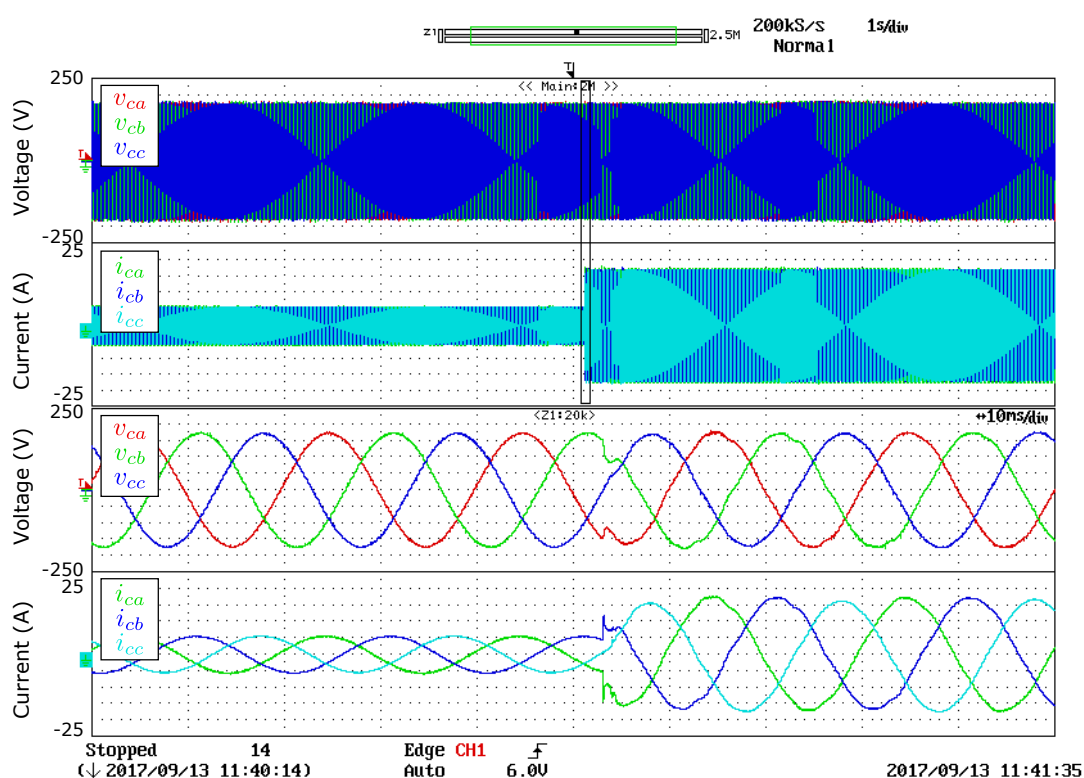 200kS/s 1s/div
Z1 2.5M Normal
T
250
<< Main:2M >>
v_ca
v_cb
v_cc
T
Voltage (V)
-250
25
i_ca
i_cb
i_cc
Current (A)
-25
250
<Z1:20k> ↔10ms/div
v_ca
v_cb
v_cc
T
Voltage (V)
-250
25
i_ca
i_cb
i_cc
Current (A)
-25
Stopped 14 Edge CH1
(↓ 2017/09/13 11:40:14) Auto 6.0V 2017/09/13 11:41:35